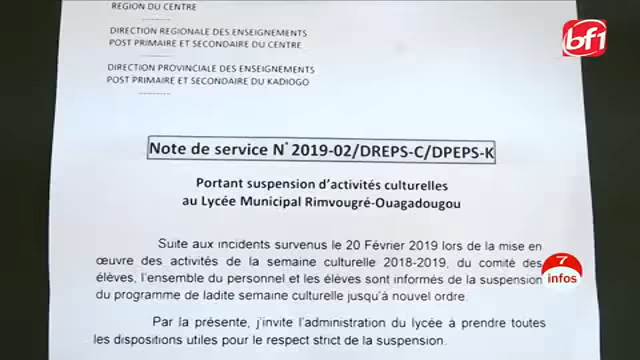 REGION DU CENTRE
bf1
DIRECTION REGIONALE DES ENSEIGNEMENTS
POST PRIMAIRE ET SECONDAIRE DU CENTRE
DIRECTION PROVINCIALE DES ENSEIGNEMENTS
POST PRIMAIRE ET SECONDAIRE DU KADIOGO
Note de service N° 2019-02/DREPS-C/DPEPS-K
Portant suspension d'activités culturelles
au Lycée Municipal Rimvougré-Ouagadougou
Suite aux incidents survenus le 20 Février 2019 lors de la mise en
œuvre des activités de la semaine culturelle 2018-2019, du comité des
élèves, l'ensemble du personnel et les élèves sont informés de la suspension
du programme de ladite semaine culturelle jusqu'à nouvel ordre.
7
infos
Par la présente, j'invite l'administration du lycée à prendre toutes
les dispositions utiles pour le respect strict de la suspension.